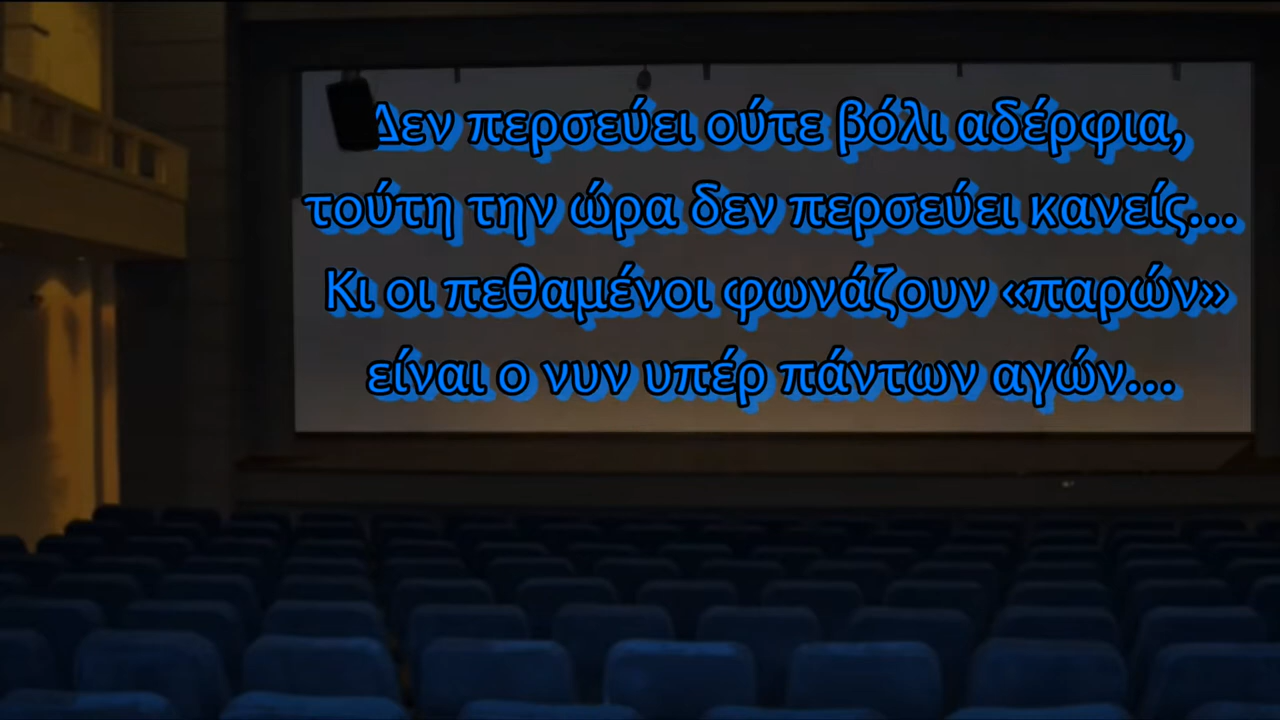 Δεν περσεύει ούτε βόλι αδέρφια,
τούτη την ώρα δεν περσεύει κανείς...
Κι οι πεθαμένοι φωνάζουν «παρών»
είναι ο νυν υπέρ πάντων αγών...